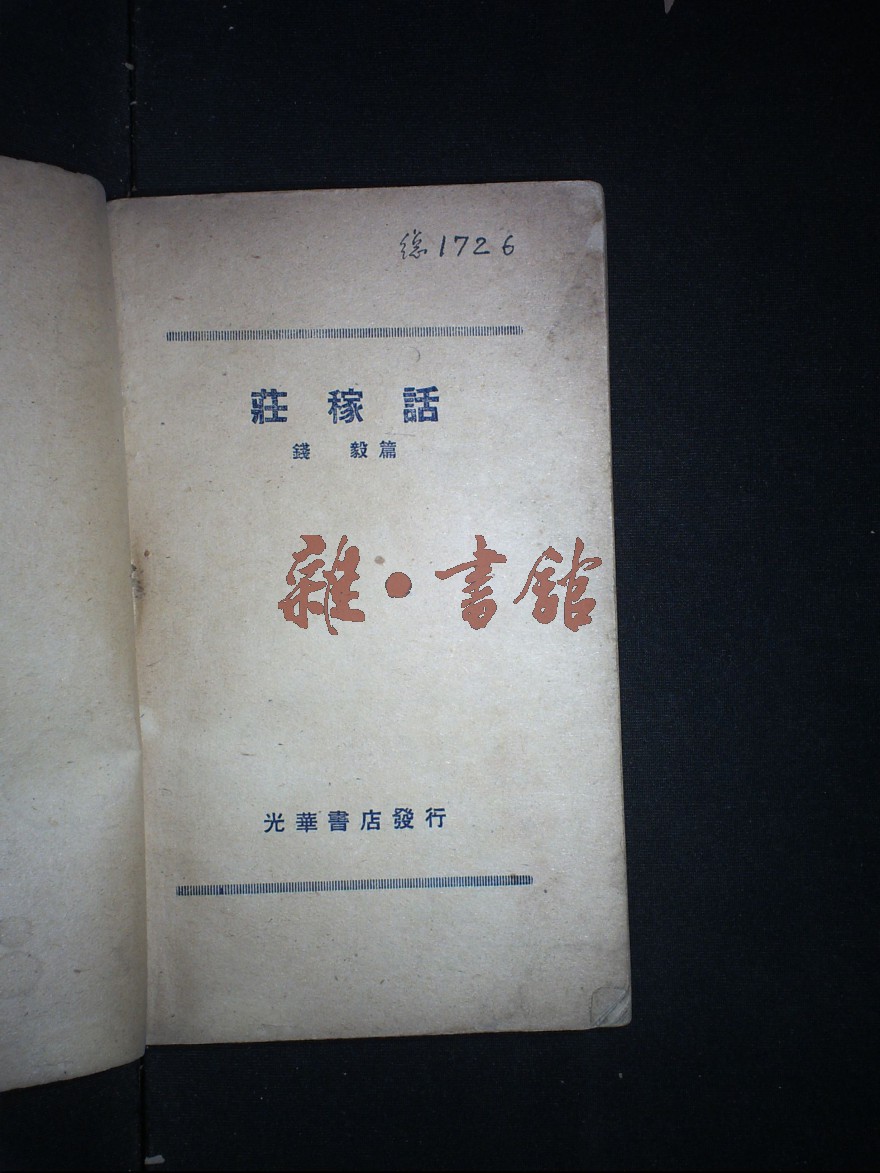 總1726
莊稼話
錢 毅篇
雜·書館
光華書店發行